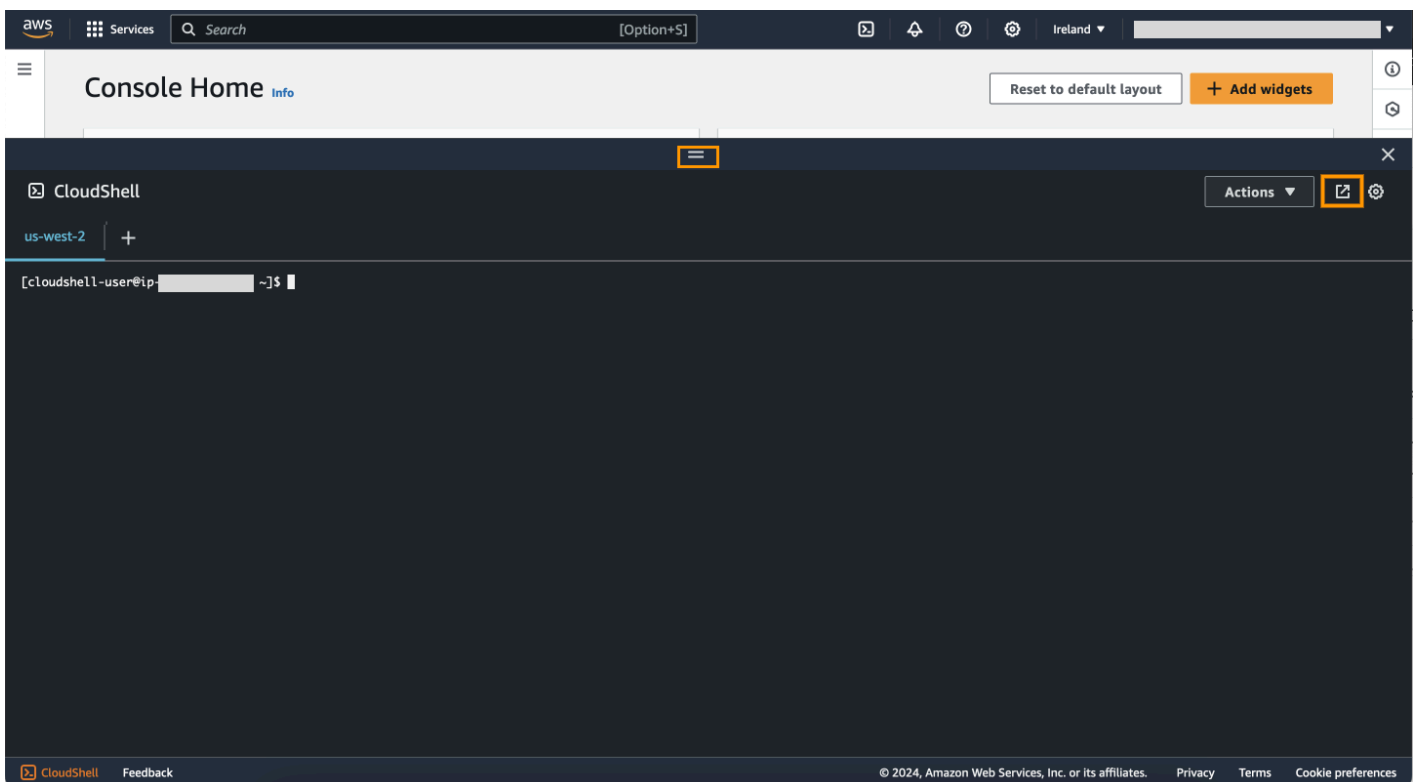 aws Services Search [Option+S] Ireland
Console Home Info Reset to default layout + Add widgets
CloudShell Actions
us-west-2 +
[cloudshell-user@ip- ~]$
CloudShell Feedback © 2024, Amazon Web Services, Inc. or its affiliates. Privacy Terms Cookie preferences